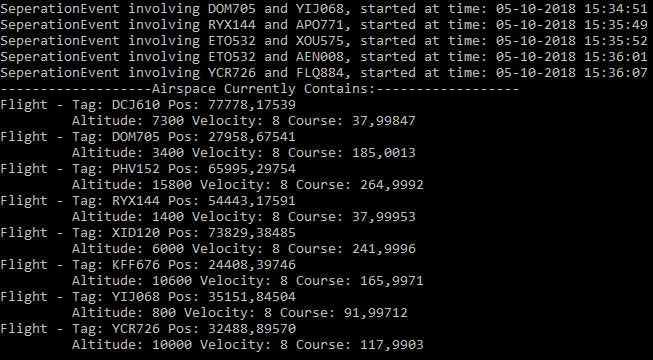 SeperationEvent involving DOM705 and YIJ068, started at time: 05-10-2018 15:34:51
SeperationEvent involving RYX144 and APO771, started at time: 05-10-2018 15:35:49
SeperationEvent involving ETO532 and XOU575, started at time: 05-10-2018 15:35:52
SeperationEvent involving ETO532 and AEN008, started at time: 05-10-2018 15:36:01
SeperationEvent involving YCR726 and FLQ884, started at time: 05-10-2018 15:36:07
-------------------Airspace Currently Contains:------------------
Flight - Tag: DCJ610 Pos: 77778,17539
Altitude: 7300 Velocity: 8 Course: 37,99847
Flight - Tag: DOM705 Pos: 27958,67541
Altitude: 3400 Velocity: 8 Course: 185,0013
Flight - Tag: PHV152 Pos: 65995,29754
Altitude: 15800 Velocity: 8 Course: 264,9992
Flight - Tag: RYX144 Pos: 54443,17591
Altitude: 1400 Velocity: 8 Course: 37,99953
Flight - Tag: XID120 Pos: 73829,38485
Altitude: 6000 Velocity: 8 Course: 241,9996
Flight - Tag: KFF676 Pos: 24408,39746
Altitude: 10600 Velocity: 8 Course: 165,9971
Flight - Tag: YIJ068 Pos: 35151,84504
Altitude: 800 Velocity: 8 Course: 91,99712
Flight - Tag: YCR726 Pos: 32488,89570
Altitude: 10000 Velocity: 8 Course: 117,9903